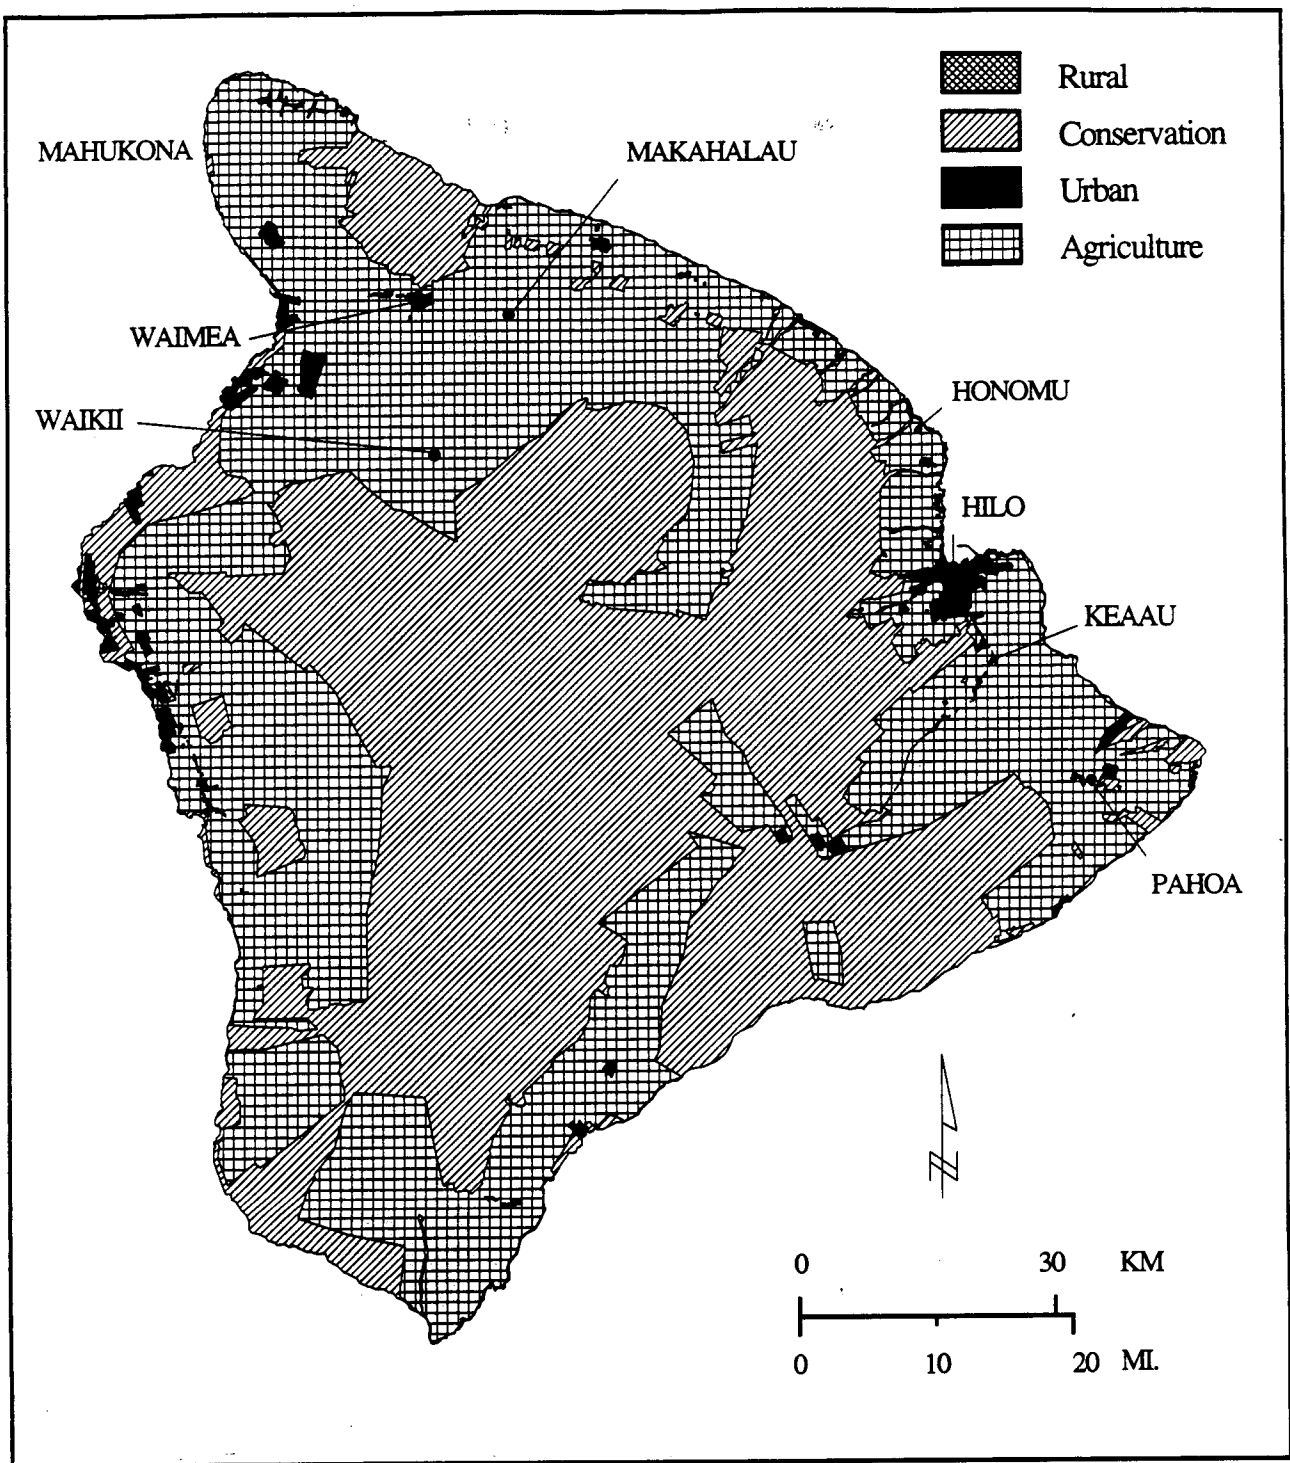 Rural
Conservation
Urban
Agriculture
MAHUKONA
MAKAHALAU
WAIMEA
WAIKII
HONOMU
HILO
KEAAU
PAHOA
0 30 KM
0 10 20 MI.